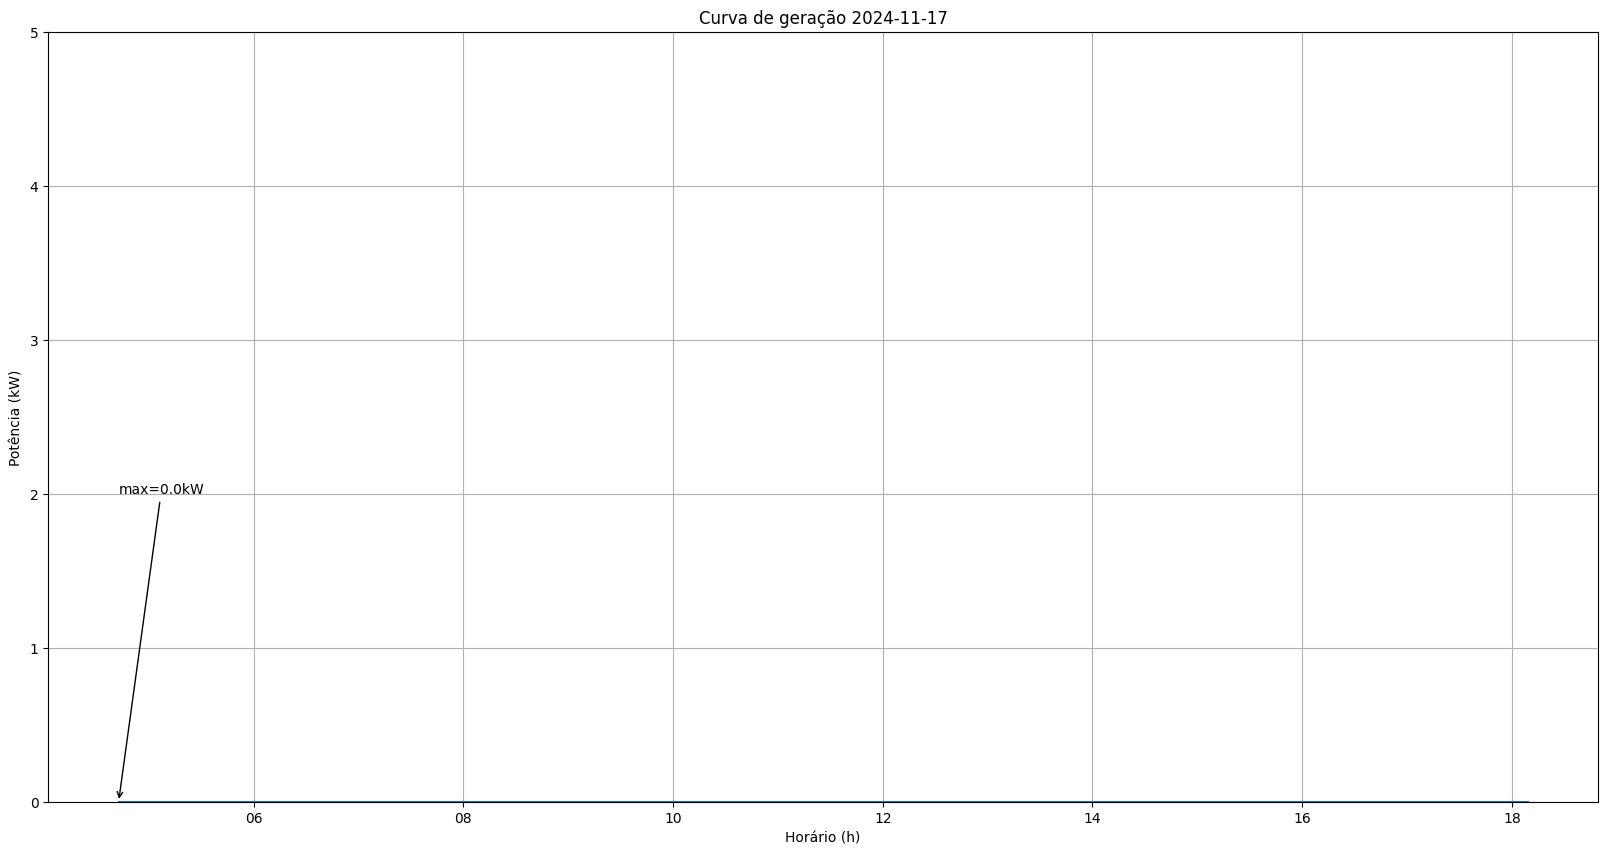 Curva de geração 2024-11-17
5
4
3
2
1
0
Potência (kW)
max=0.0kW
06 08 10 12 14 16 18
Horário (h)